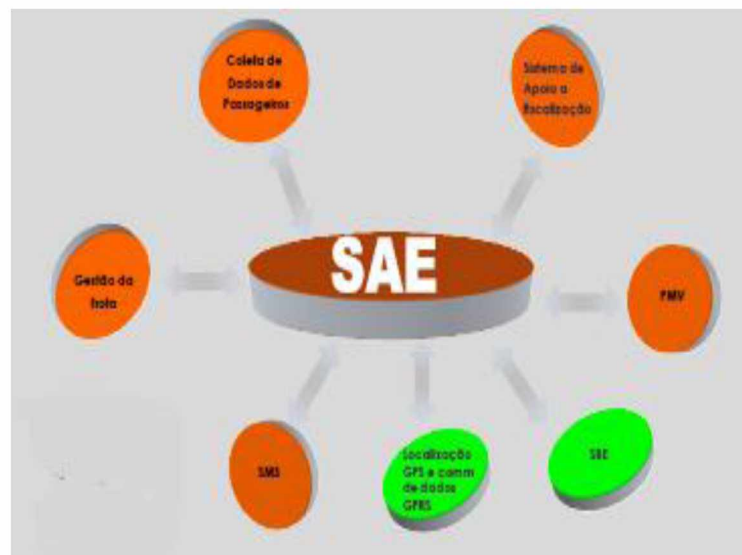 Coleta de
Dados de
Passageiros
Sistema de
Apoio a
fiscalização
SAE
Gestão da
frota
PMV
SMS
Localização
GPS e comm
de dados
GPRS
SBE